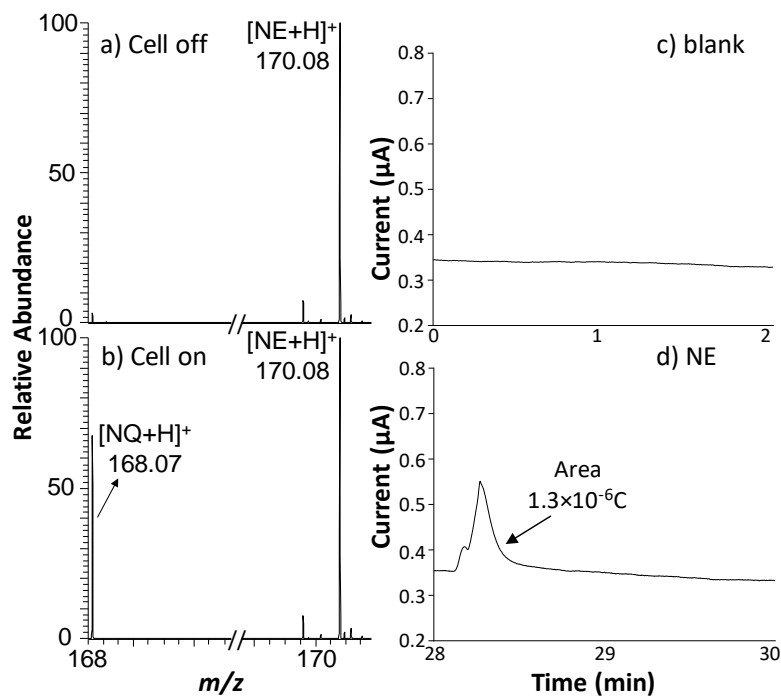 a) Cell off
[NE+H]⁺
170.08
100
50
0
b) Cell on
[NE+H]⁺
170.08
[NQ+H]⁺
168.07
100
50
0
168
170
m/z
Relative Abundance
c) blank
0.8
0.7
0.6
0.5
0.4
0.3
0.2
0
1
2
Current (µA)
d) NE
Area
1.3×10⁻⁶C
0.8
0.7
0.6
0.5
0.4
0.3
0.2
28
29
30
Current (µA)
Time (min)